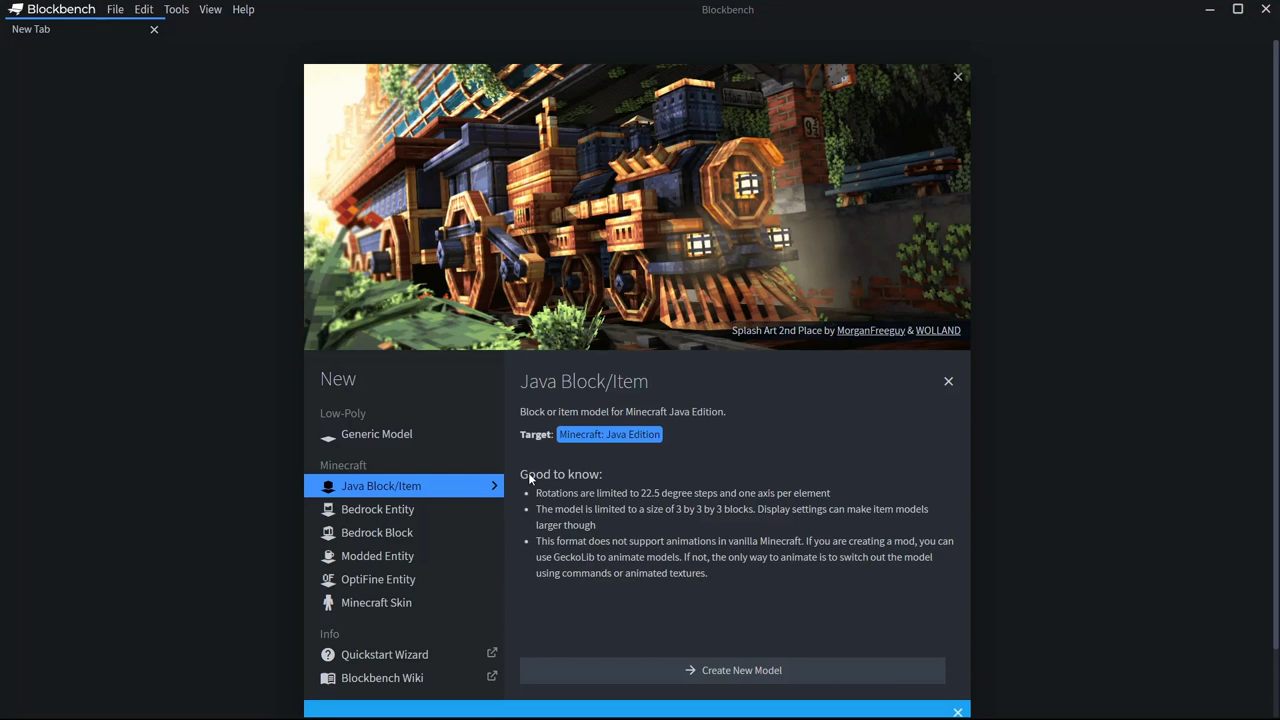 Blockbench File Edit Tools View Help Blockbench
New Tab
Splash Art 2nd Place by MorganFreeguy & WOLLAND
New
Low-Poly
Generic Model
Minecraft
Java Block/Item
Bedrock Entity
Bedrock Block
Modded Entity
OptiFine Entity
Minecraft Skin
Info
Quickstart Wizard
Blockbench Wiki
Java Block/Item
Block or item model for Minecraft Java Edition.
Target: Minecraft: Java Edition
Good to know:
• Rotations are limited to 22.5 degree steps and one axis per element
• The model is limited to a size of 3 by 3 by 3 blocks. Display settings can make item models
larger though
• This format does not support animations in vanilla Minecraft. If you are creating a mod, you can
use GeckoLib to animate models. If not, the only way to animate is to switch out the model
using commands or animated textures.
Create New Model